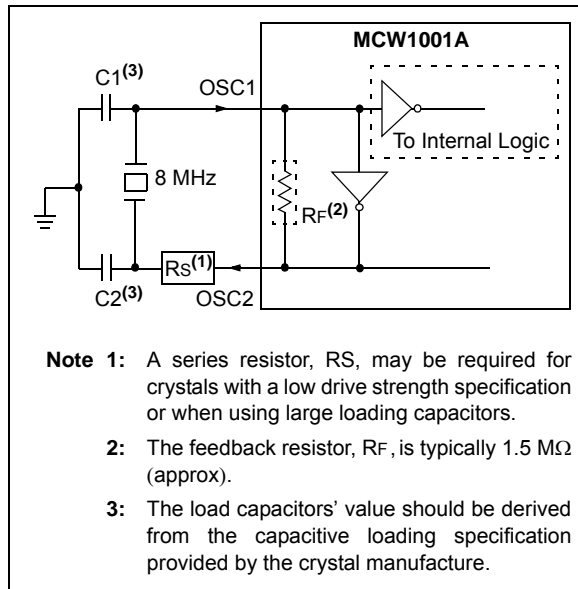 MCW1001A
C1(3)
OSC1
To Internal Logic
8 MHz
RF(2)
RS(1)
C2(3)
OSC2
Note 1: A series resistor, RS, may be required for
crystals with a low drive strength specification
or when using large loading capacitors.
2: The feedback resistor, RF, is typically 1.5 MΩ
(approx).
3: The load capacitors' value should be derived
from the capacitive loading specification
provided by the crystal manufacture.